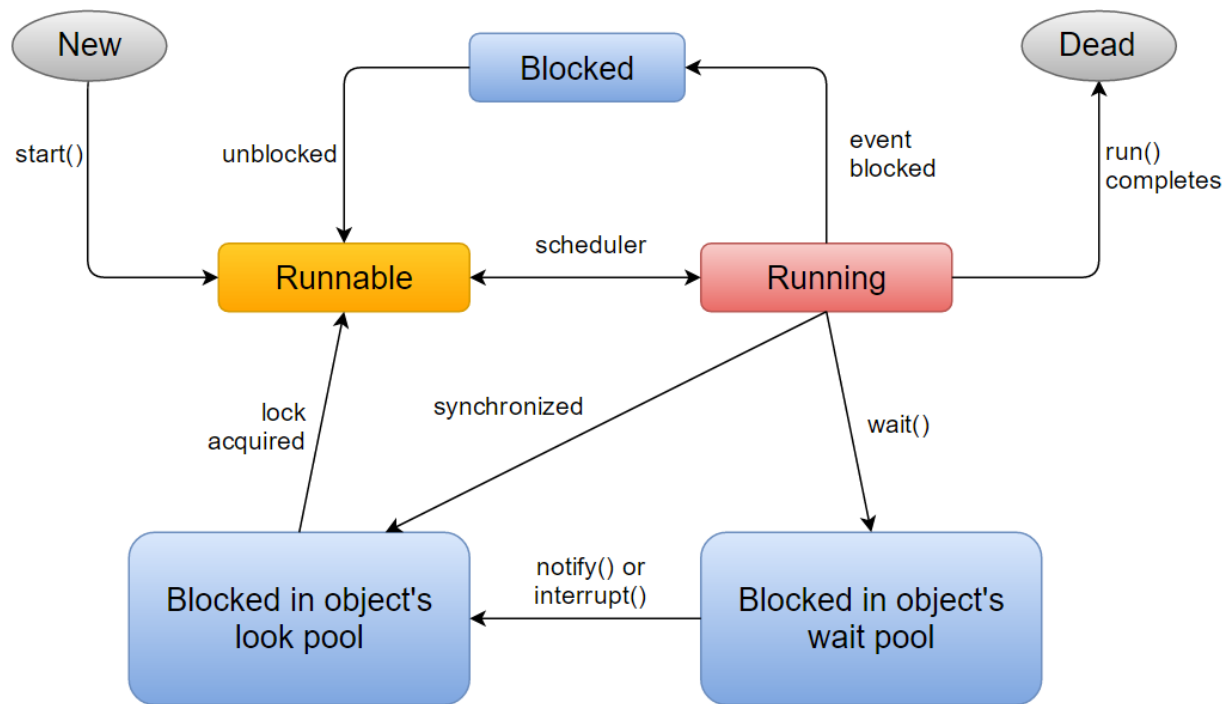 New
Blocked
Dead
start()
unblocked
event
blocked
run()
completes
Runnable
scheduler
Running
lock
acquired
synchronized
wait()
Blocked in object's
look pool
notify() or
interrupt()
Blocked in object's
wait pool